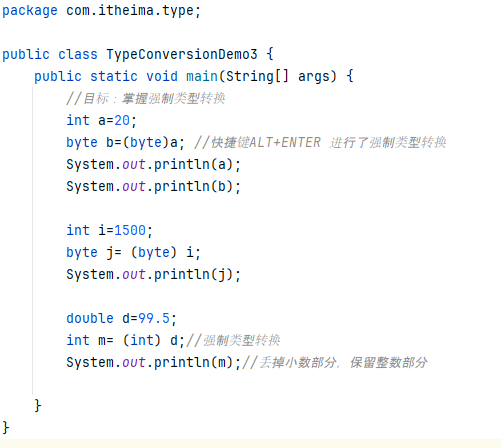 package com.itheima.type;
public class TypeConversionDemo3 {
public static void main(String[] args) {
//目标：掌握强制类型转换
int a=20;
byte b=(byte)a; //快捷键ALT+ENTER 进行了强制类型转换
System.out.println(a);
System.out.println(b);
int i=1500;
byte j= (byte) i;
System.out.println(j);
double d=99.5;
int m= (int) d;//强制类型转换
System.out.println(m);//丢掉小数部分，保留整数部分
}
}